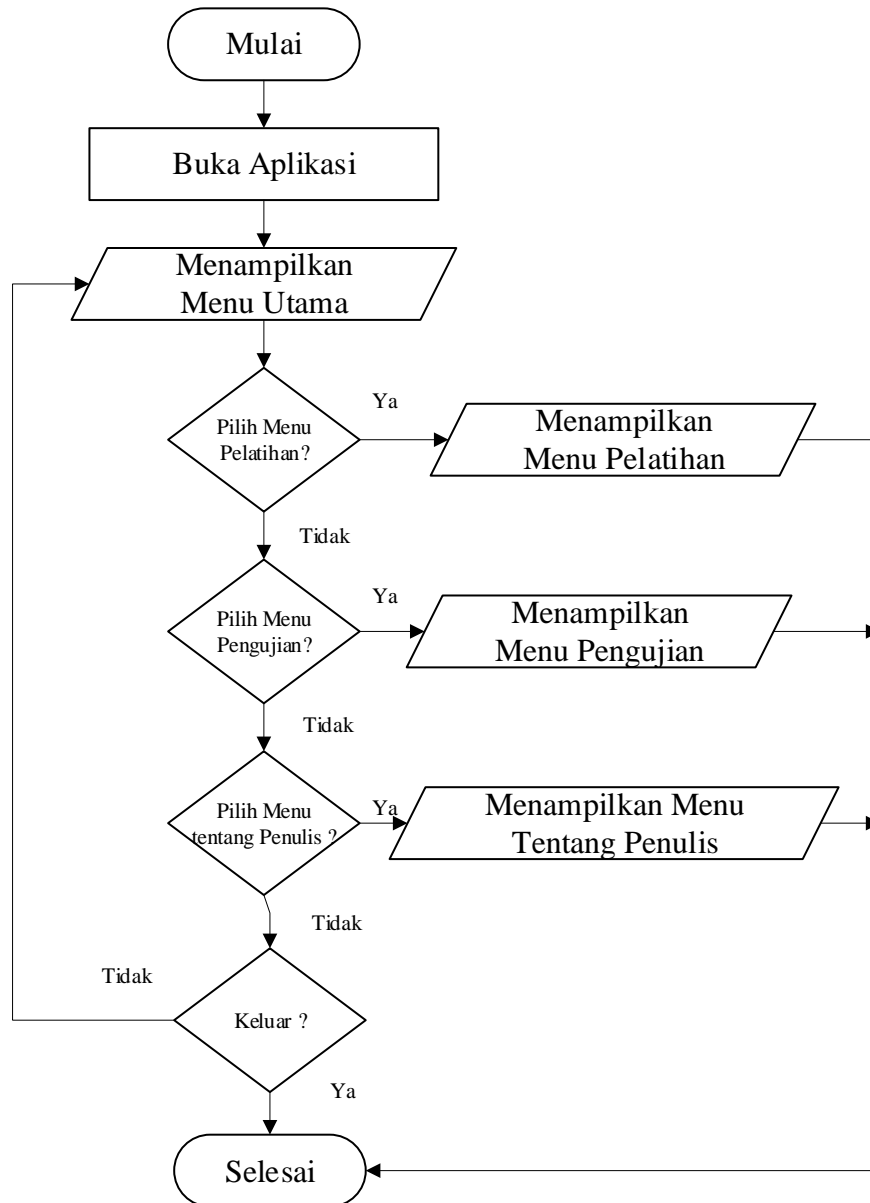 Mulai
Buka Aplikasi
Menampilkan
Menu Utama
Pilih Menu
Pelatihan?
Ya
Menampilkan
Menu Pelatihan
Tidak
Pilih Menu
Pengujian?
Ya
Menampilkan
Menu Pengujian
Tidak
Pilih Menu
tentang Penulis ?
Ya
Menampilkan Menu
Tentang Penulis
Tidak
Tidak
Keluar ?
Ya
Selesai